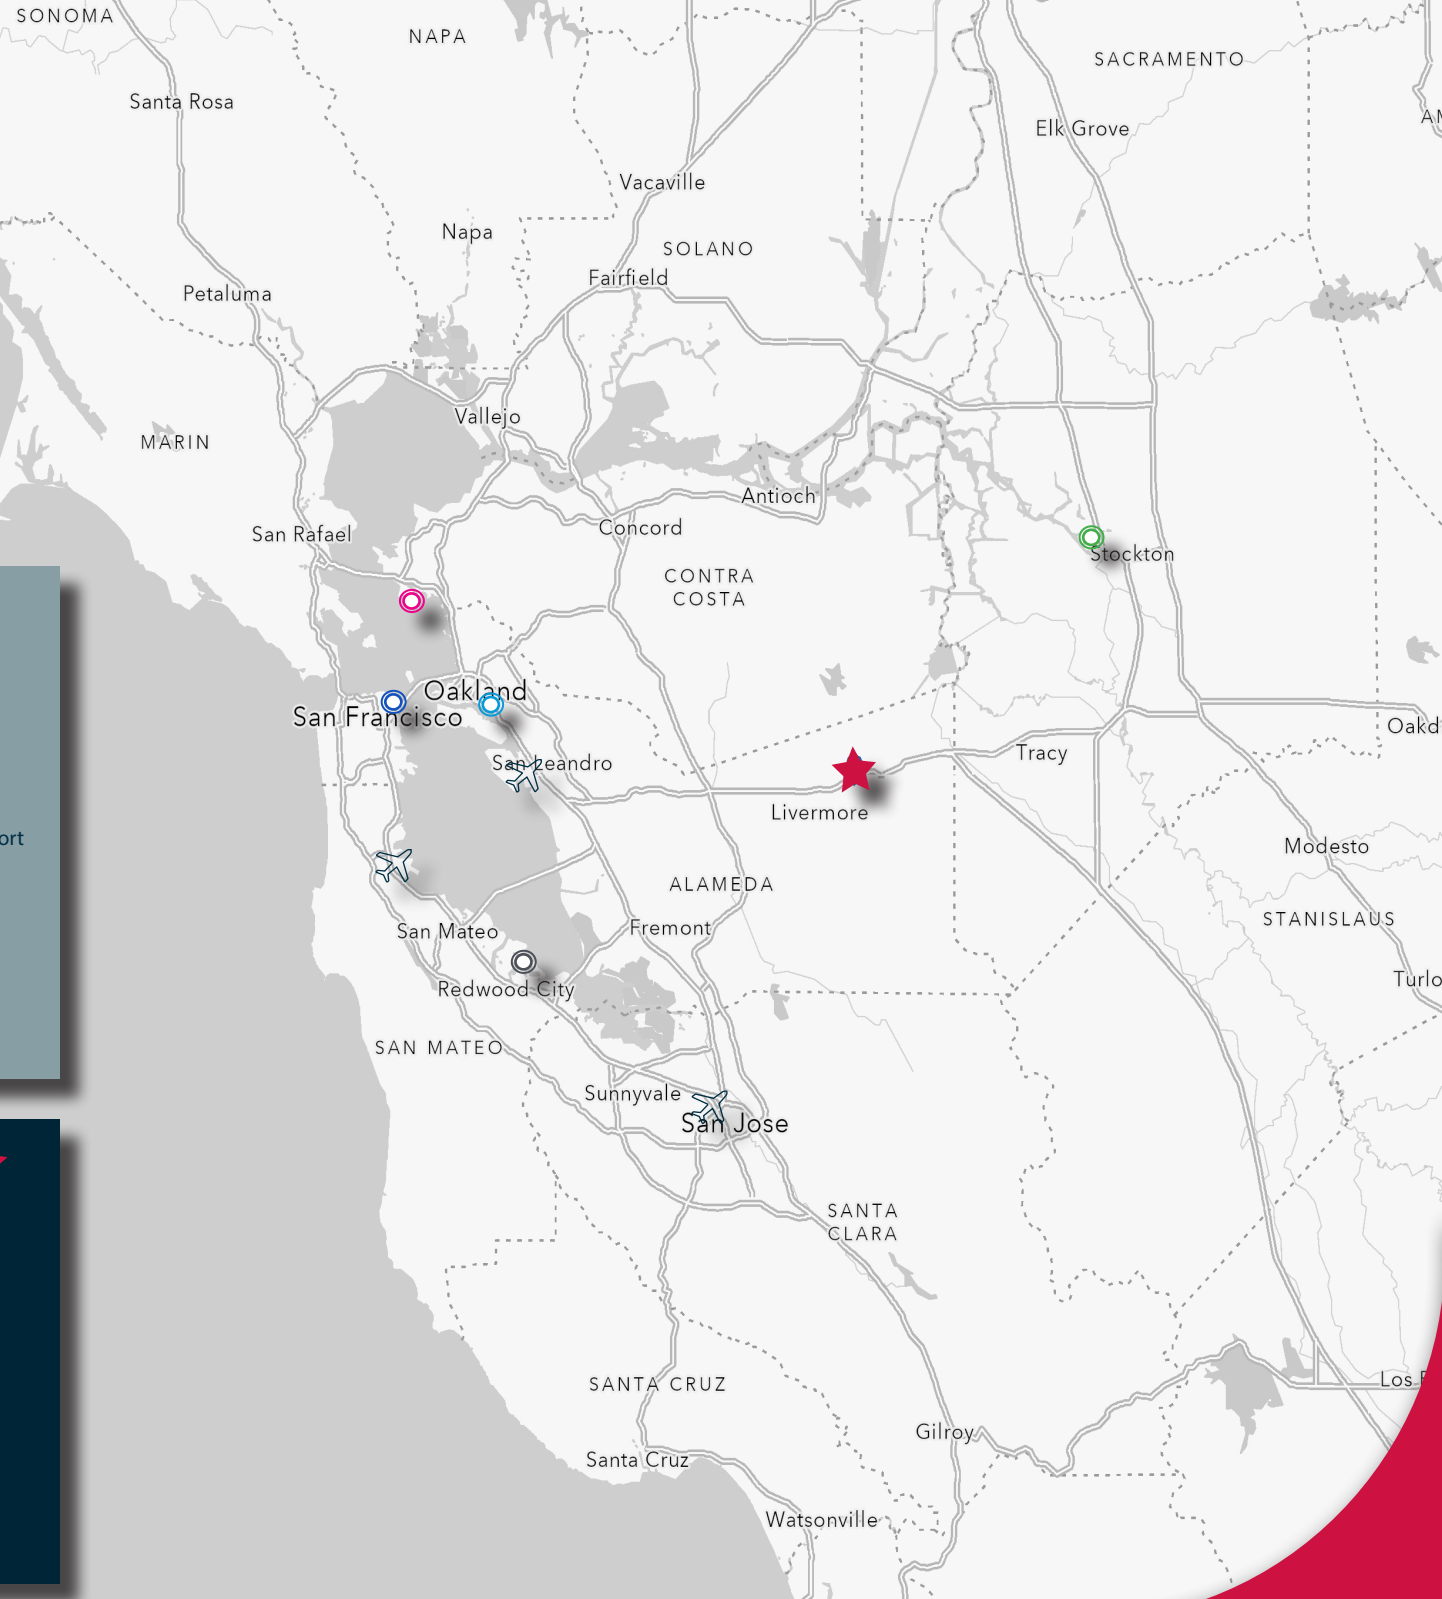 SONOMA
NAPA
SACRAMENTO
Santa Rosa
Elk Grove
Vacaville
Napa
SOLANO
Fairfield
Petaluma
Vallejo
MARIN
Antioch
San Rafael
Concord
Stockton
CONTRA
COSTA
Oakland
San Francisco
Oakd
Tracy
San Leandro
Livermore
ort
Modesto
ALAMEDA
STANISLAUS
San Mateo
Fremont
Turlo
Redwood City
SAN MATEO
Sunnyvale
San Jose
SANTA
CLARA
Los
SANTA CRUZ
Gilroy
Santa Cruz
Watsonville